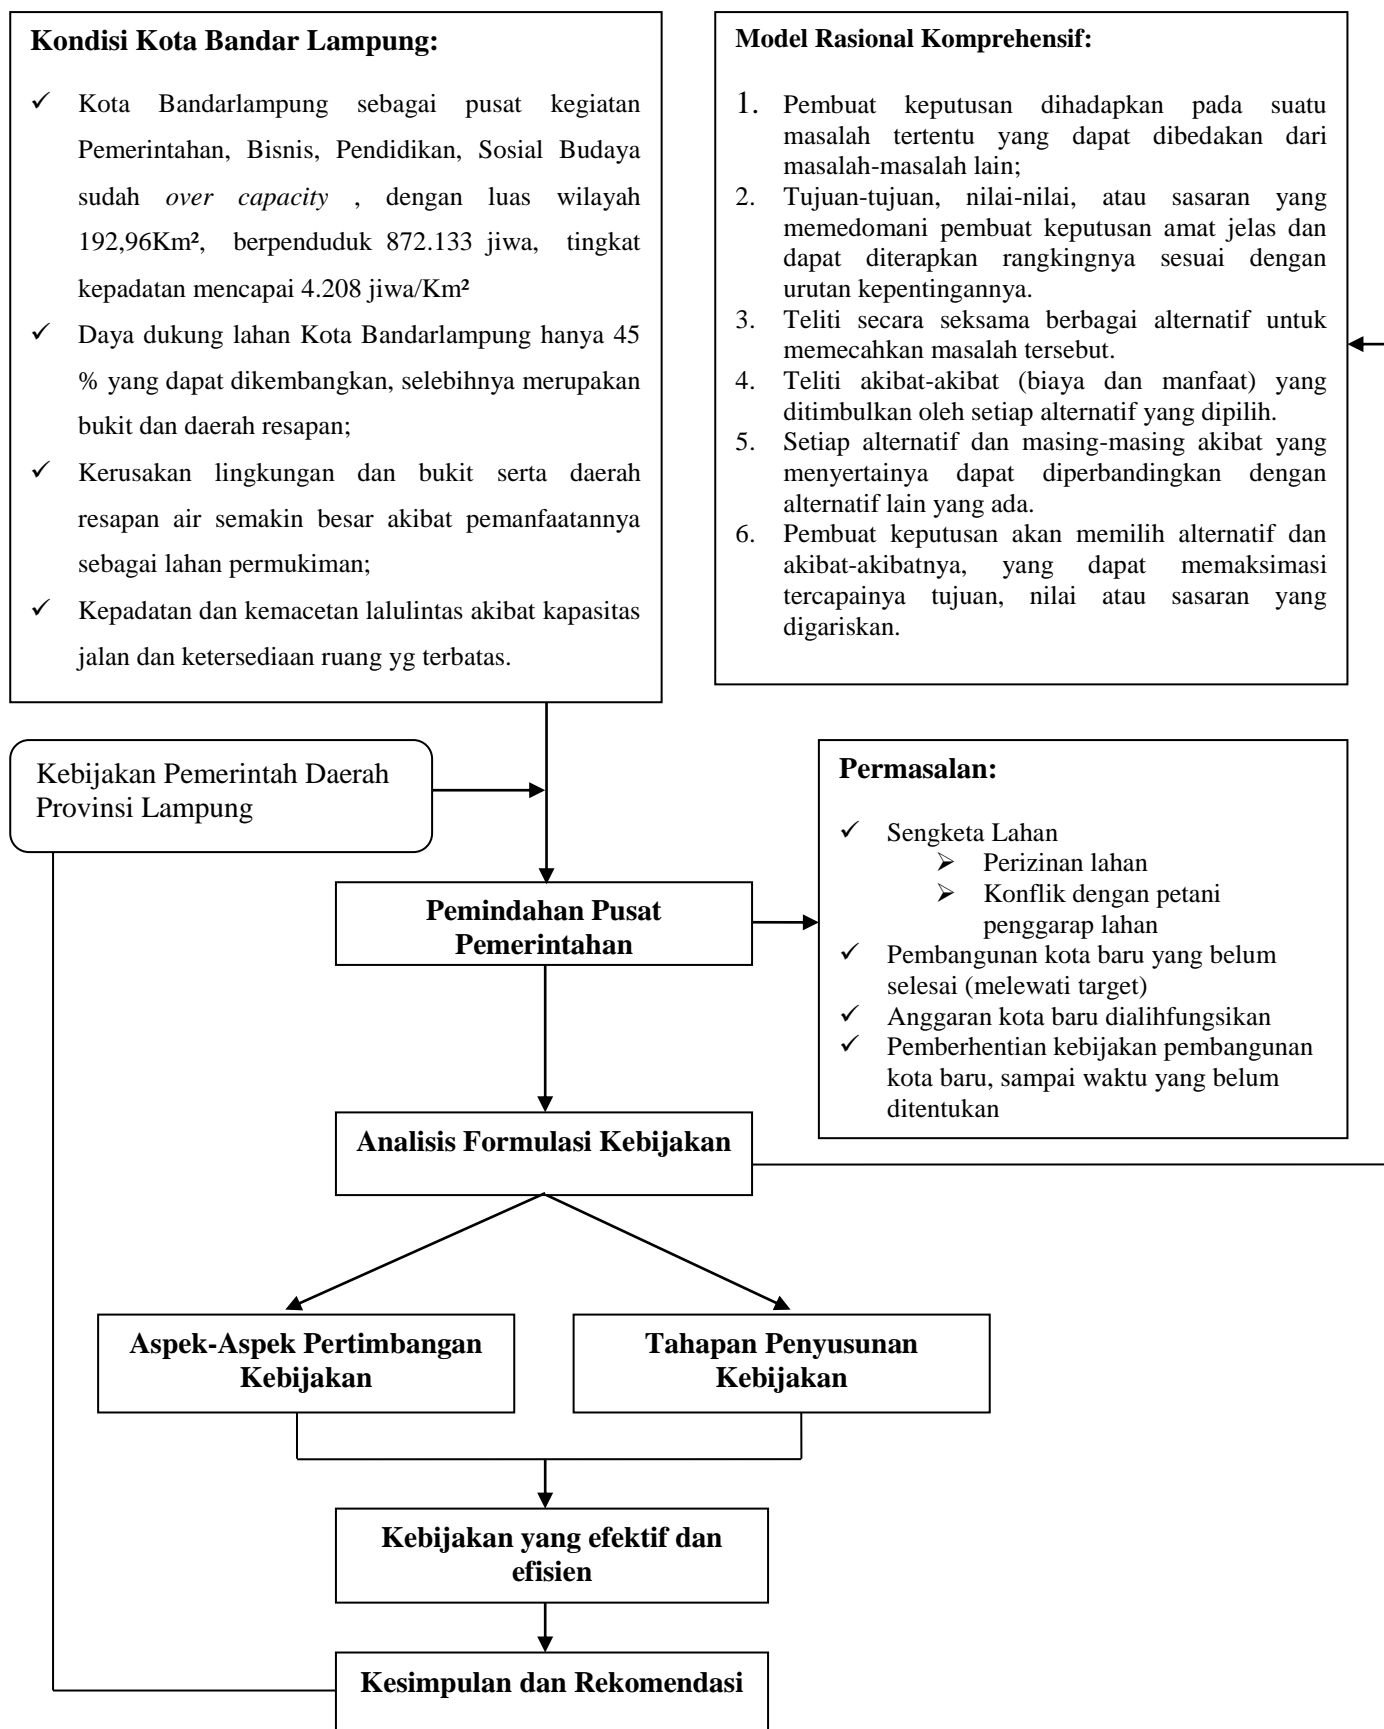 Kondisi Kota Bandar Lampung:
✓ Kota Bandarlampung sebagai pusat kegiatan
Pemerintahan, Bisnis, Pendidikan, Sosial Budaya
sudah over capacity , dengan luas wilayah
192,96Km², berpenduduk 872.133 jiwa, tingkat
kepadatan mencapai 4.208 jiwa/Km²
✓ Daya dukung lahan Kota Bandarlampung hanya 45
% yang dapat dikembangkan, selebihnya merupakan
bukit dan daerah resapan;
✓ Kerusakan lingkungan dan bukit serta daerah
resapan air semakin besar akibat pemanfaatannya
sebagai lahan permukiman;
✓ Kepadatan dan kemacetan lalulintas akibat kapasitas
jalan dan ketersediaan ruang yg terbatas.
Model Rasional Komprehensif:
1. Pembuat keputusan dihadapkan pada suatu
masalah tertentu yang dapat dibedakan dari
masalah-masalah lain;
2. Tujuan-tujuan, nilai-nilai, atau sasaran yang
memedomani pembuat keputusan amat jelas dan
dapat diterapkan rangkingnya sesuai dengan
urutan kepentingannya.
3. Teliti secara seksama berbagai alternatif untuk
memecahkan masalah tersebut.
4. Teliti akibat-akibat (biaya dan manfaat) yang
ditimbulkan oleh setiap alternatif yang dipilih.
5. Setiap alternatif dan masing-masing akibat yang
menyertainya dapat diperbandingkan dengan
alternatif lain yang ada.
6. Pembuat keputusan akan memilih alternatif dan
akibat-akibatnya, yang dapat memaksimasi
tercapainya tujuan, nilai atau sasaran yang
digariskan.
Kebijakan Pemerintah Daerah
Provinsi Lampung
Permasalan:
✓ Sengketa Lahan
➢ Perizinan lahan
➢ Konflik dengan petani
penggarap lahan
✓ Pembangunan kota baru yang belum
selesai (melewati target)
✓ Anggaran kota baru dialihfungsikan
✓ Pemberhentian kebijakan pembangunan
kota baru, sampai waktu yang belum
ditentukan
Pemindahan Pusat
Pemerintahan
Analisis Formulasi Kebijakan
Aspek-Aspek Pertimbangan
Kebijakan
Tahapan Penyusunan
Kebijakan
Kebijakan yang efektif dan
efisien
Kesimpulan dan Rekomendasi